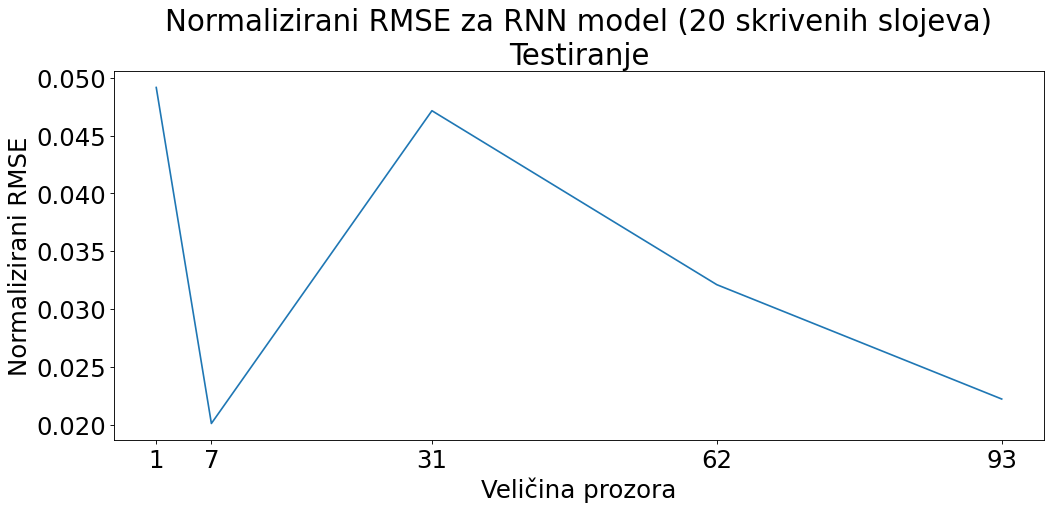 Normalizirani RMSE za RNN model (20 skrivenih slojeva)
Testiranje
Normalizirani RMSE
0.050
0.045
0.040
0.035
0.030
0.025
0.020
1 7 31 62 93
Veličina prozora